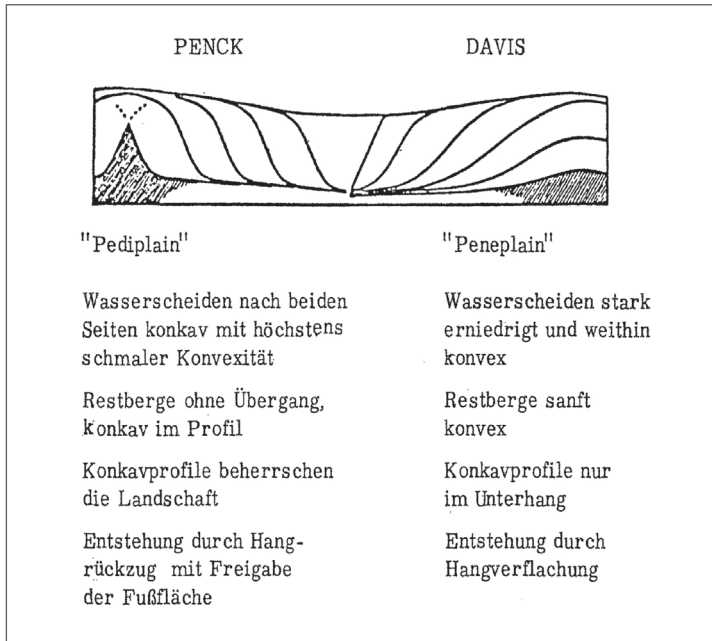 PENCK DAVIS
"Pediplain"
Wasserscheiden nach beiden
Seiten konkav mit höchstens
schmaler Konvexität
Restberge ohne Übergang,
konkav im Profil
Konkavprofile beherrschen
die Landschaft
Entstehung durch Hang-
rückzug mit Freigabe
der Fußfläche
"Peneplain"
Wasserscheiden stark
erniedrigt und weithin
konvex
Restberge sanft
konvex
Konkavprofile nur
im Unterhang
Entstehung durch
Hangverflachung